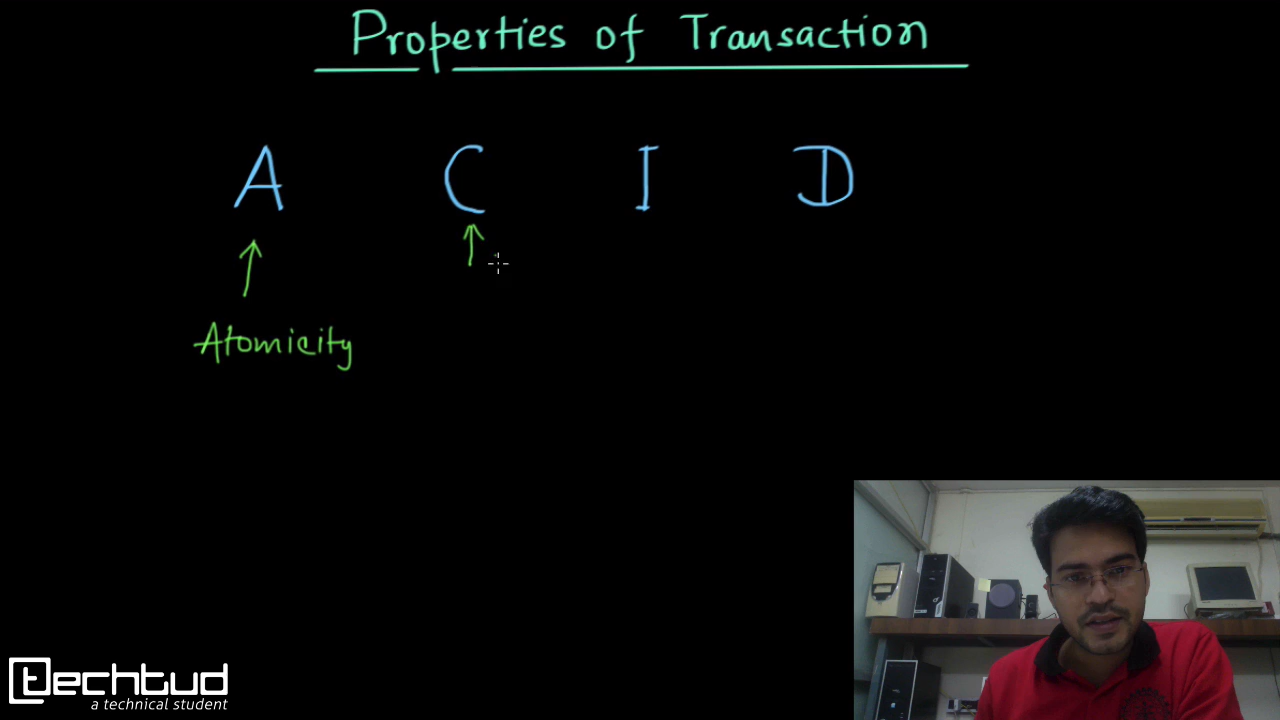 Properties of Transaction
A C I D
Atomicity
techtud
a technical student